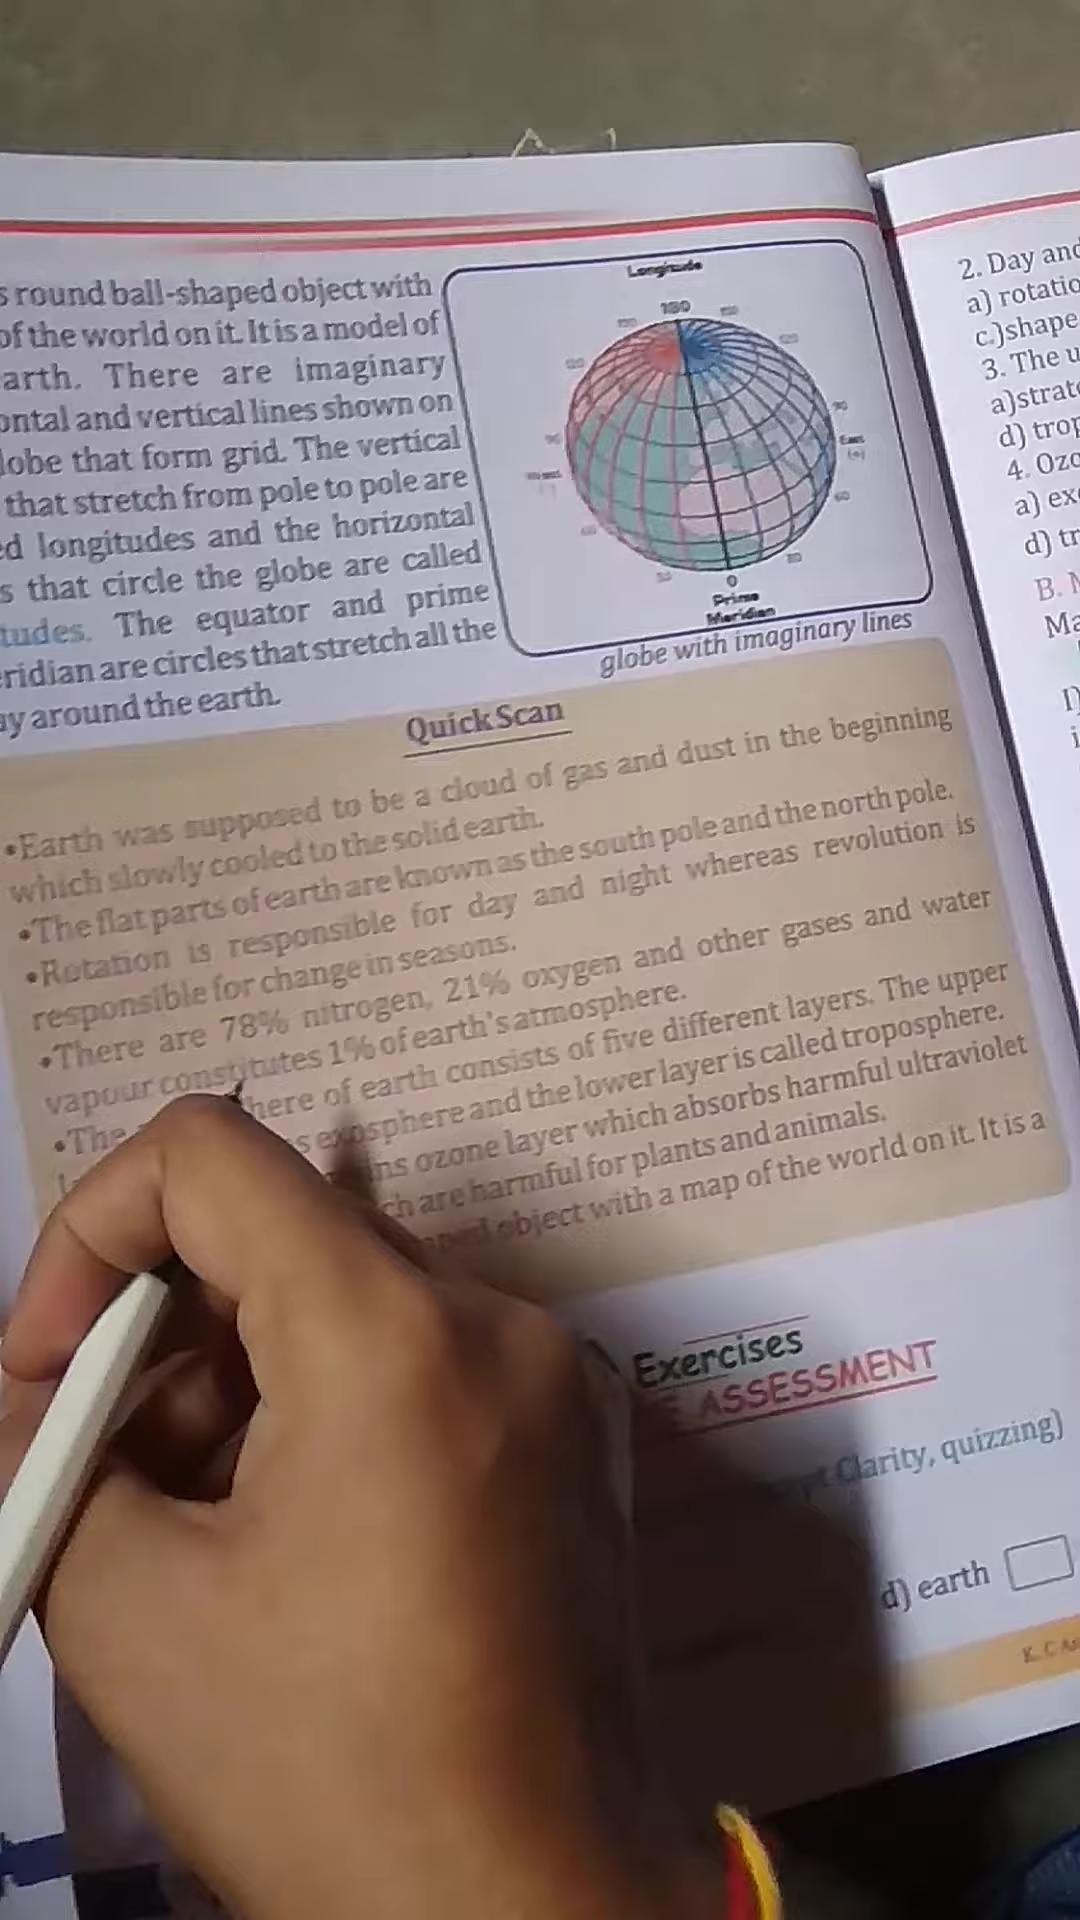 s round ball-shaped object with
of the world on it. It is a model of
arth. There are imaginary
ontal and vertical lines shown on
lobe that form grid. The vertical
that stretch from pole to pole are
ed longitudes and the horizontal
s that circle the globe are called
tudes. The equator and prime
eridian are circles that stretch all the
ay around the earth.
Longitude
180
120
90
60
East
(+)
0
Prime
Meridian
globe with imaginary lines
Quick Scan
•Earth was supposed to be a cloud of gas and dust in the beginning
which slowly cooled to the solid earth.
•The flat parts of earth are known as the south pole and the north pole.
•Rotation is responsible for day and night whereas revolution is
responsible for change in seasons.
•There are 78% nitrogen, 21% oxygen and other gases and water
vapour constitutes 1% of earth's atmosphere.
•The here of earth consists of five different layers. The upper
s exosphere and the lower layer is called troposphere.
ns ozone layer which absorbs harmful ultraviolet
ch are harmful for plants and animals.
object with a map of the world on it. It is a
Exercises
ASSESSMENT
Clarity, quizzing)
d) earth
K. C
2. Day and
a) rotatio
c.)shape
3. The u
a)strat
d) trop
4. Ozo
a) ex
d) tr
B.
Ma